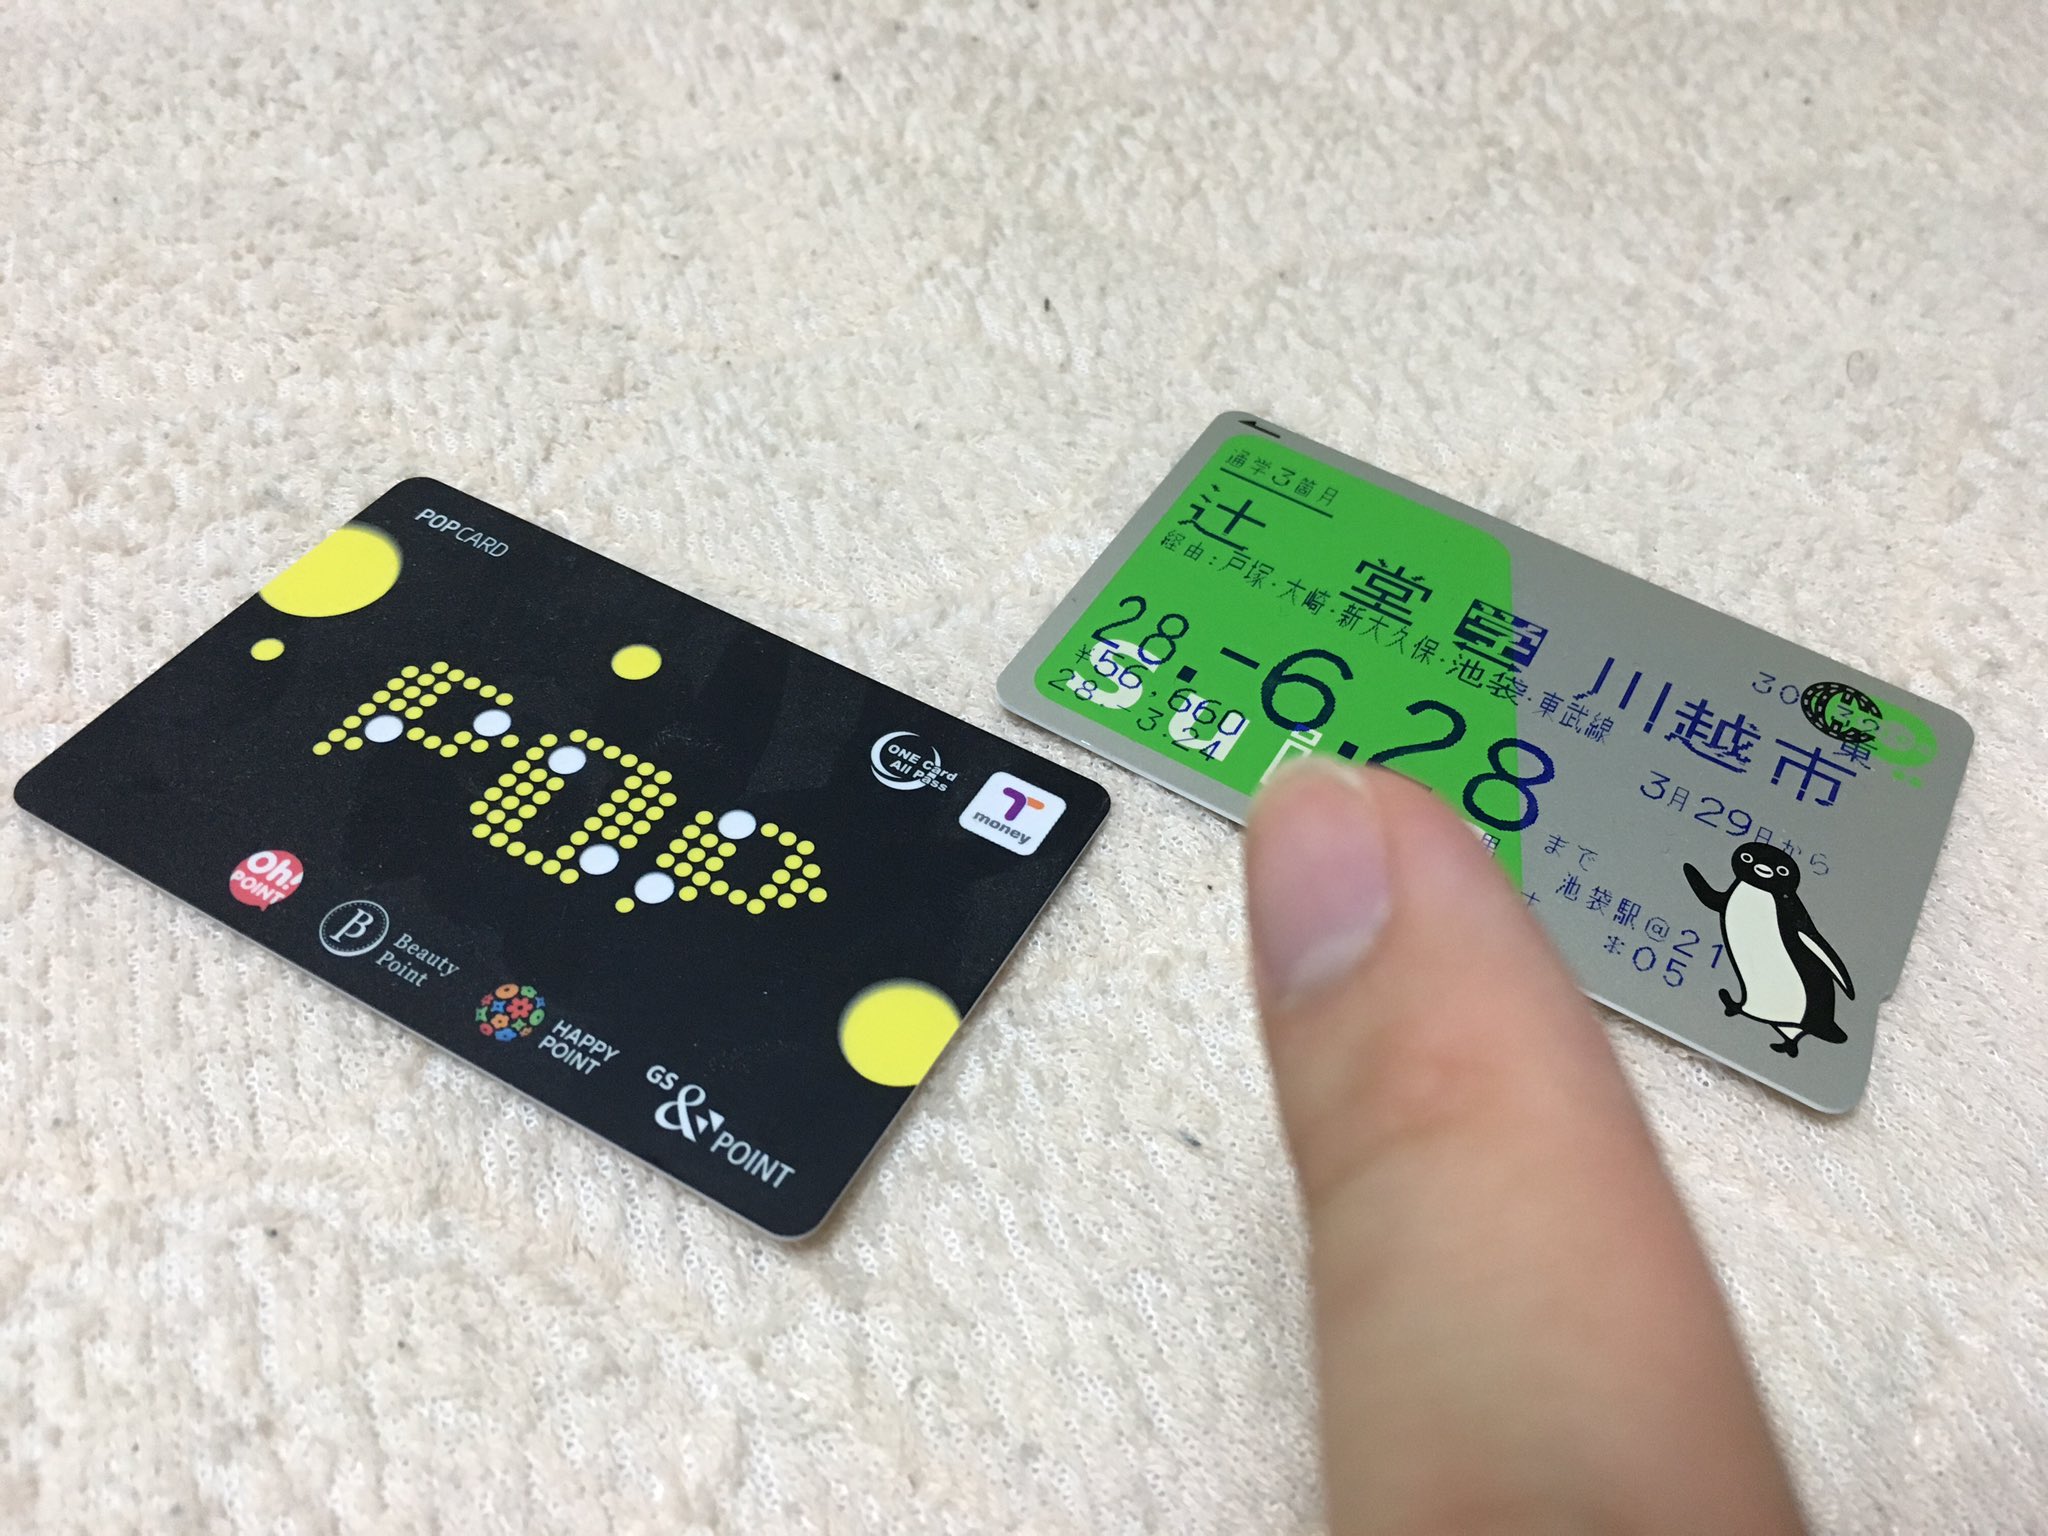 POPCARD
POP
ONE Card
All Pass
T
money
Oh!
POINT
B
Beauty
Point
HAPPY
POINT
GS
&
POINT
通学3箇月
辻 堂 川越市
経由:戸塚・大崎・新大久保・池袋・東武線
28.-6.28 まで
3月29日から
¥56,660
28.-3.24
Sui
池袋駅@21
*05